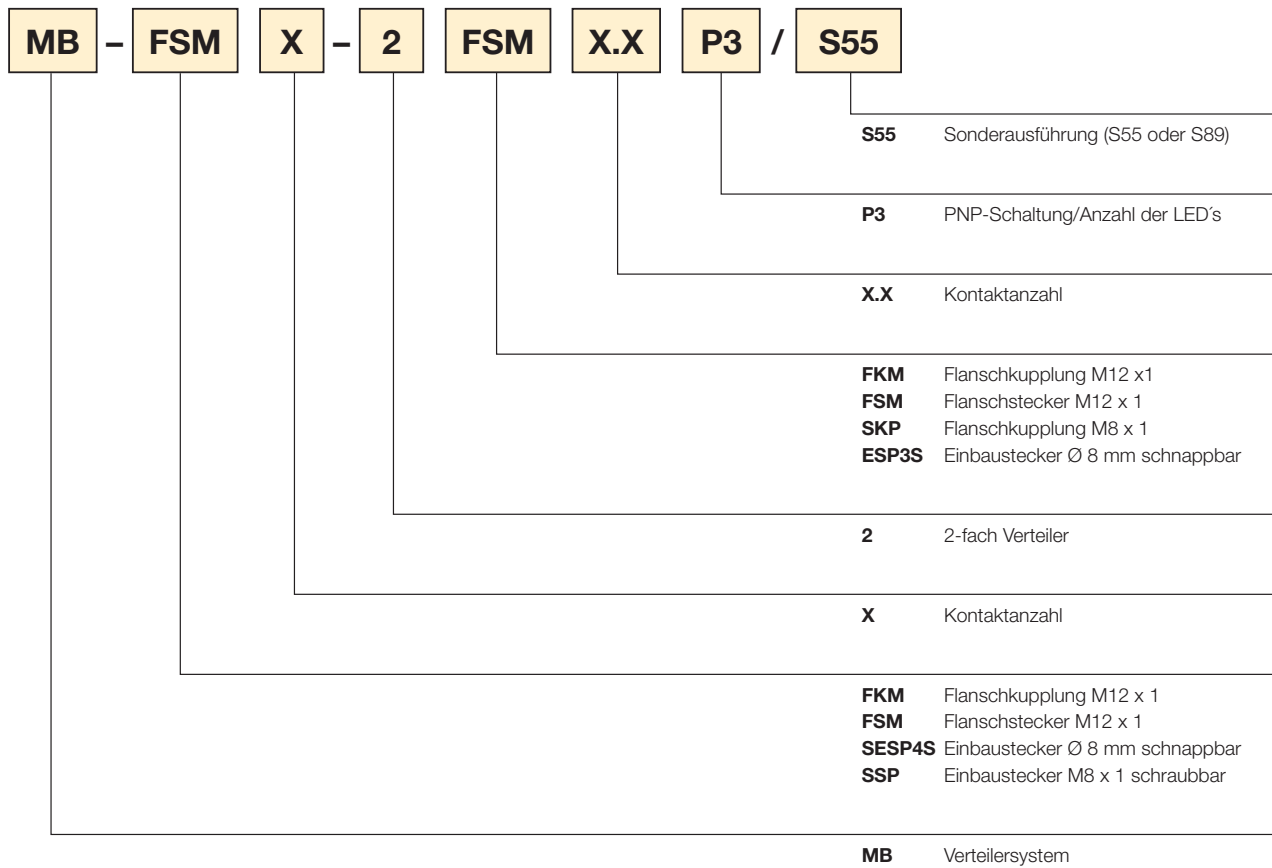 MB – FSM X – 2 FSM X.X P3 / S55
S55 Sonderausführung (S55 oder S89)
P3 PNP-Schaltung/Anzahl der LED´s
X.X Kontaktanzahl
FKM Flanschkupplung M12 x1
FSM Flanschstecker M12 x 1
SKP Flanschkupplung M8 x 1
ESP3S Einbaustecker Ø 8 mm schnappbar
2 2-fach Verteiler
X Kontaktanzahl
FKM Flanschkupplung M12 x 1
FSM Flanschstecker M12 x 1
SESP4S Einbaustecker Ø 8 mm schnappbar
SSP Einbaustecker M8 x 1 schraubbar
MB Verteilersystem